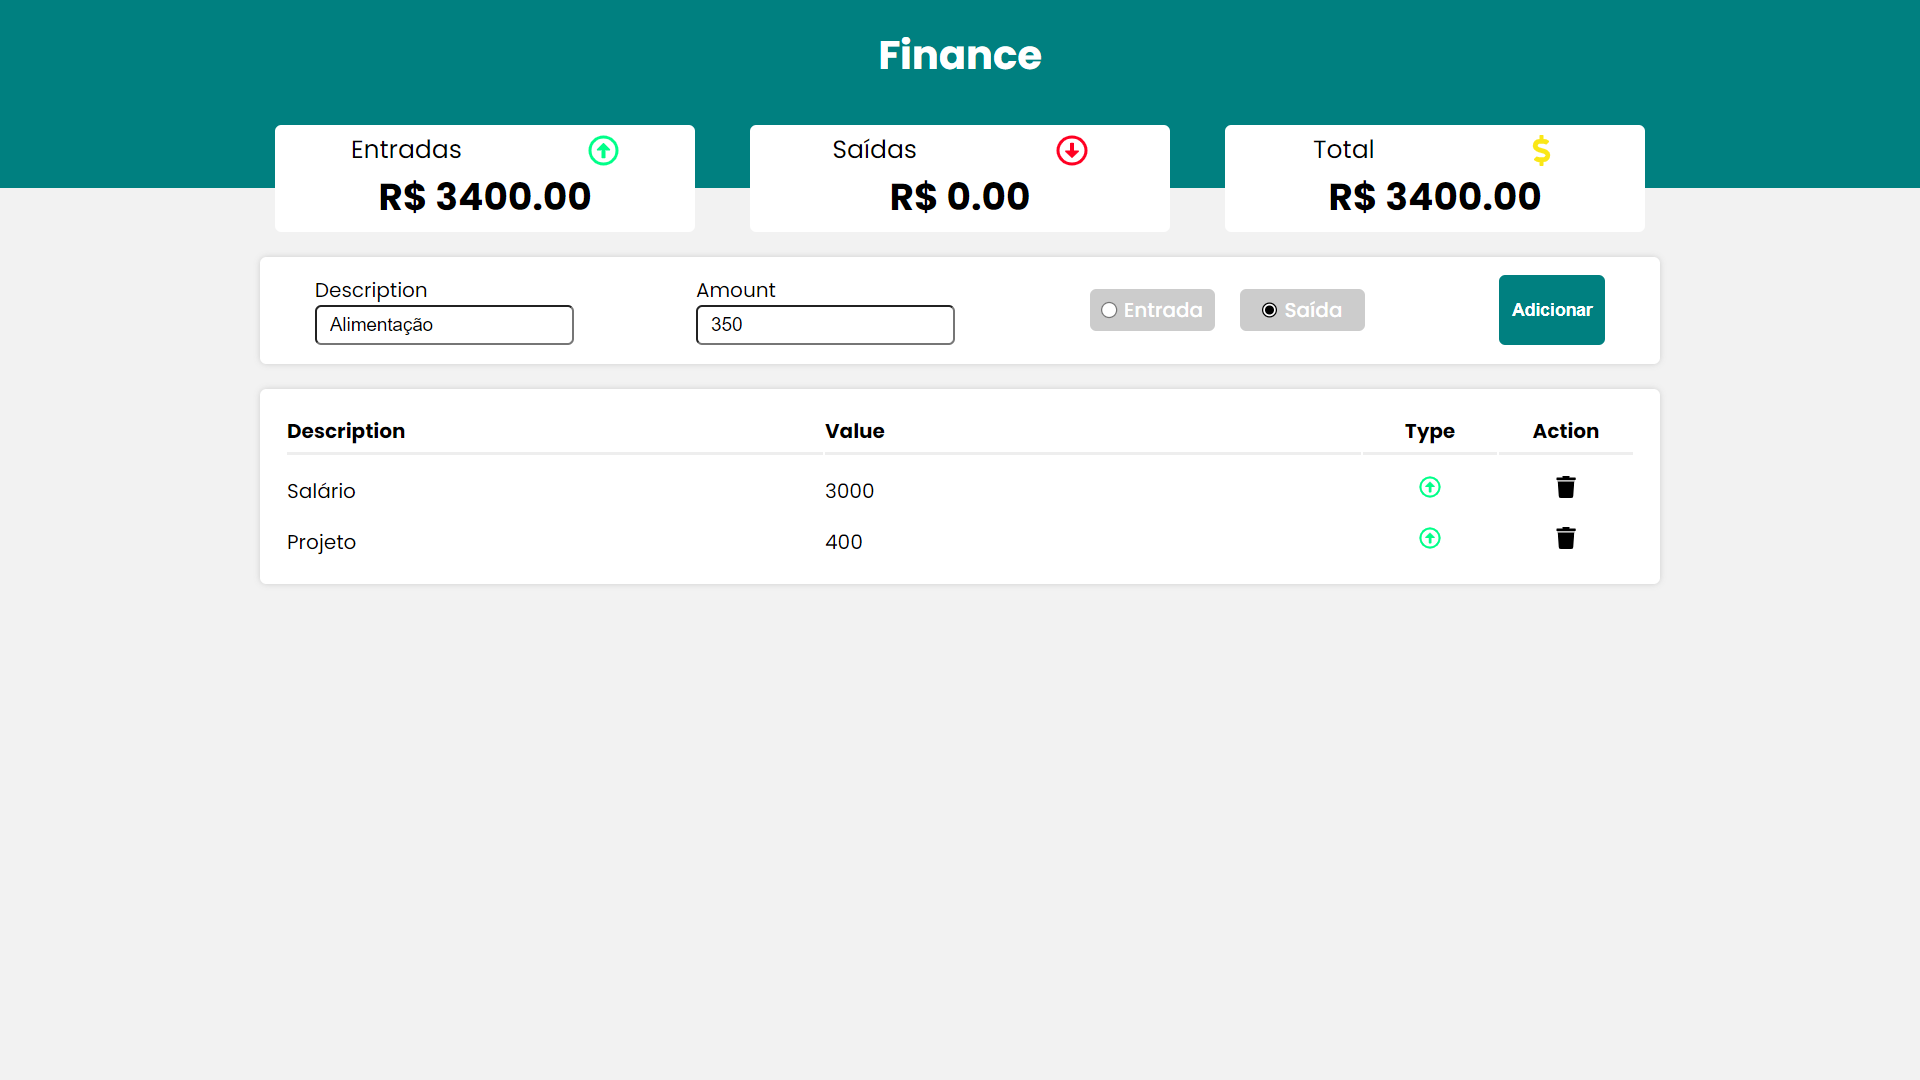 Finance
Entradas
R$ 3400.00
Saídas
R$ 0.00
Total
$
R$ 3400.00
Description
Alimentação
Amount
350
Entrada
Saída
Adicionar
Description Value Type Action
Salário 3000
Projeto 400